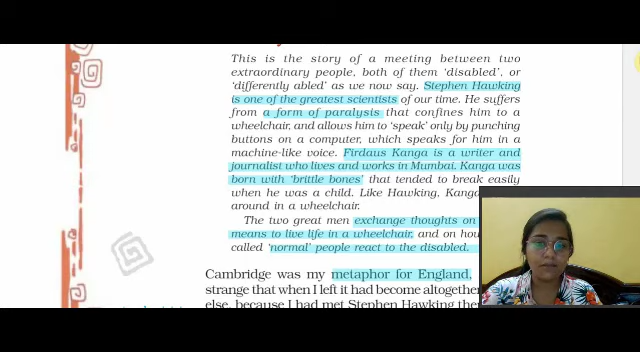 This is the story of a meeting between two
extraordinary people, both of them 'disabled', or
'differently abled' as we now say. Stephen Hawking
is one of the greatest scientists of our time. He suffers
from a form of paralysis that confines him to a
wheelchair, and allows him to 'speak' only by punching
buttons on a computer, which speaks for him in a
machine-like voice. Firdaus Kanga is a writer and
journalist who lives and works in Mumbai. Kanga was
born with 'brittle bones' that tended to break easily
when he was a child. Like Hawking, Kanga
around in a wheelchair.
The two great men exchange thoughts on
means to live life in a wheelchair, and on
called 'normal' people react to the disabled.
Cambridge was my metaphor for England,
strange that when I left it had become altogether
else, because I had met Stephen Hawking